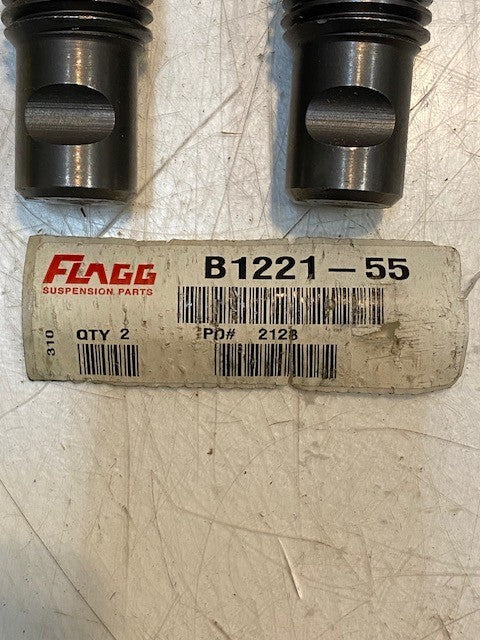 FLAGG
SUSPENSION PARTS
B1221-55
310
QTY 2
PO# 2128